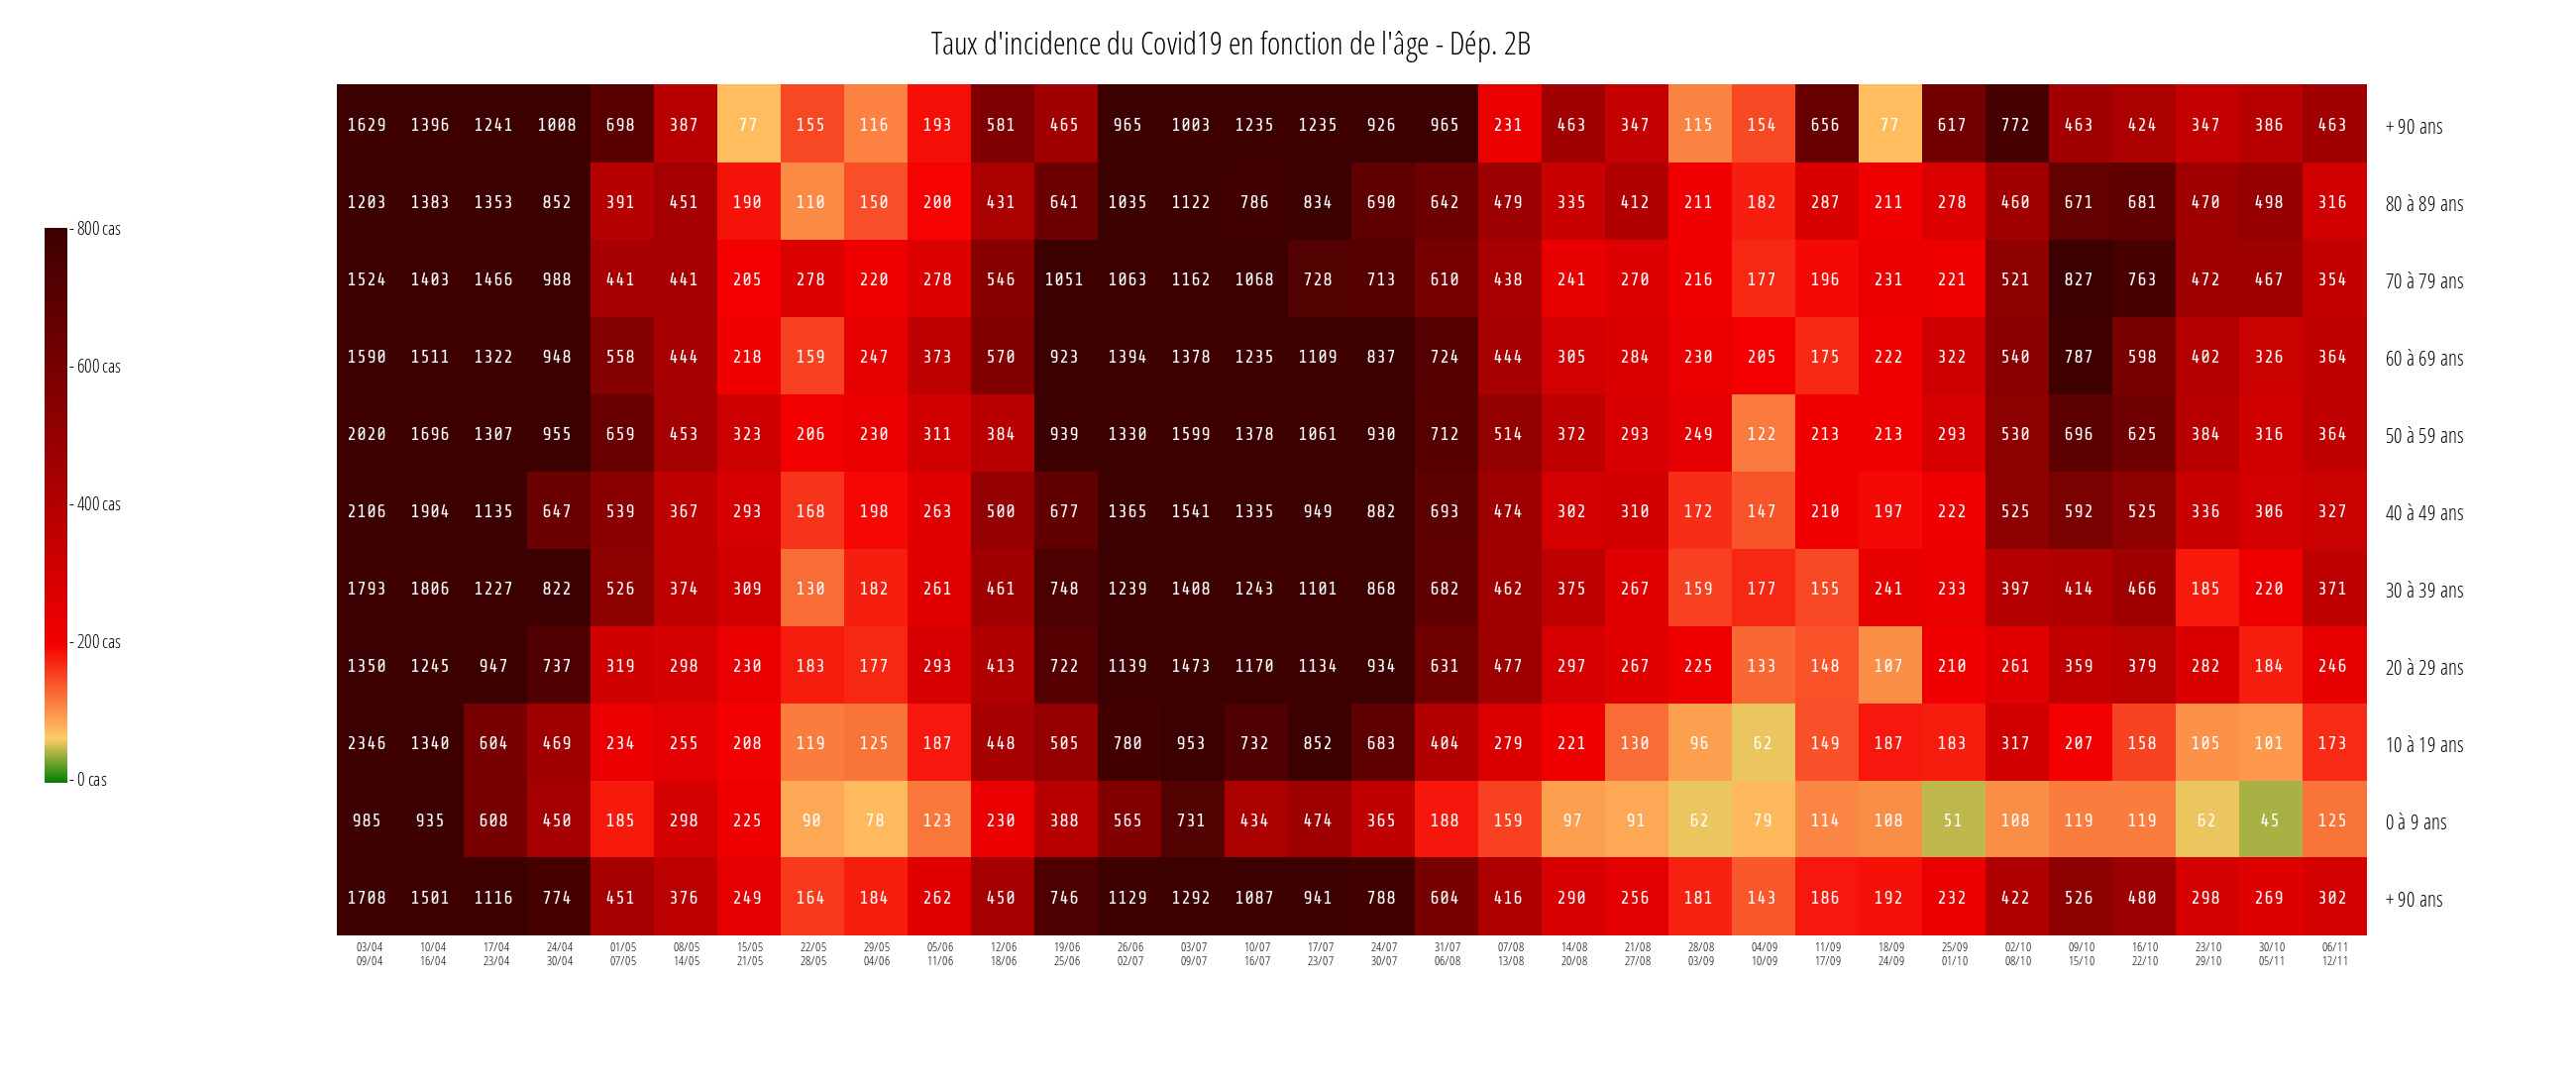 Taux d'incidence du Covid19 en fonction de l'âge - Dép. 2B
- 800 cas
- 600 cas
- 400 cas
- 200 cas
- 0 cas
1629 1396 1241 1008 698 387 77 155 116 193 581 465 965 1003 1235 1235 926 965 231 463 347 115 154 656 77 617 772 463 424 347 386 463 + 90 ans
1203 1383 1353 852 391 451 190 110 150 200 431 641 1035 1122 786 834 690 642 479 335 412 211 182 287 211 278 460 671 681 470 498 316 80 à 89 ans
1524 1403 1466 988 441 441 205 278 220 278 546 1051 1063 1162 1068 728 713 610 438 241 270 216 177 196 231 221 521 827 763 472 467 354 70 à 79 ans
1590 1511 1322 948 558 444 218 159 247 373 570 923 1394 1378 1235 1109 837 724 444 305 284 230 205 175 222 322 540 787 598 402 326 364 60 à 69 ans
2020 1696 1307 955 659 453 323 206 230 311 384 939 1330 1599 1378 1061 930 712 514 372 293 249 122 213 213 293 530 696 625 384 316 364 50 à 59 ans
2106 1904 1135 647 539 367 293 168 198 263 500 677 1365 1541 1335 949 882 693 474 302 310 172 147 210 197 222 525 592 525 336 306 327 40 à 49 ans
1793 1806 1227 822 526 374 309 130 182 261 461 748 1239 1408 1243 1101 868 682 462 375 267 159 177 155 241 233 397 414 466 185 220 371 30 à 39 ans
1350 1245 947 737 319 298 230 183 177 293 413 722 1139 1473 1170 1134 934 631 477 297 267 225 133 148 107 210 261 359 379 282 184 246 20 à 29 ans
2346 1340 604 469 234 255 208 119 125 187 448 505 780 953 732 852 683 404 279 221 130 96 62 149 187 183 317 207 158 105 101 173 10 à 19 ans
985 935 608 450 185 298 225 90 78 123 230 388 565 731 434 474 365 188 159 97 91 62 79 114 108 51 108 119 119 62 45 125 0 à 9 ans
1708 1501 1116 774 451 376 249 164 184 262 450 746 1129 1292 1087 941 788 604 416 290 256 181 143 186 192 232 422 526 480 298 269 302 + 90 ans
03/04 10/04 17/04 24/04 01/05 08/05 15/05 22/05 29/05 05/06 12/06 19/06 26/06 03/07 10/07 17/07 24/07 31/07 07/08 14/08 21/08 28/08 04/09 11/09 18/09 25/09 02/10 09/10 16/10 23/10 30/10 06/11
09/04 16/04 23/04 30/04 07/05 14/05 21/05 28/05 04/06 11/06 18/06 25/06 02/07 09/07 16/07 23/07 30/07 06/08 13/08 20/08 27/08 03/09 10/09 17/09 24/09 01/10 08/10 15/10 22/10 29/10 05/11 12/11